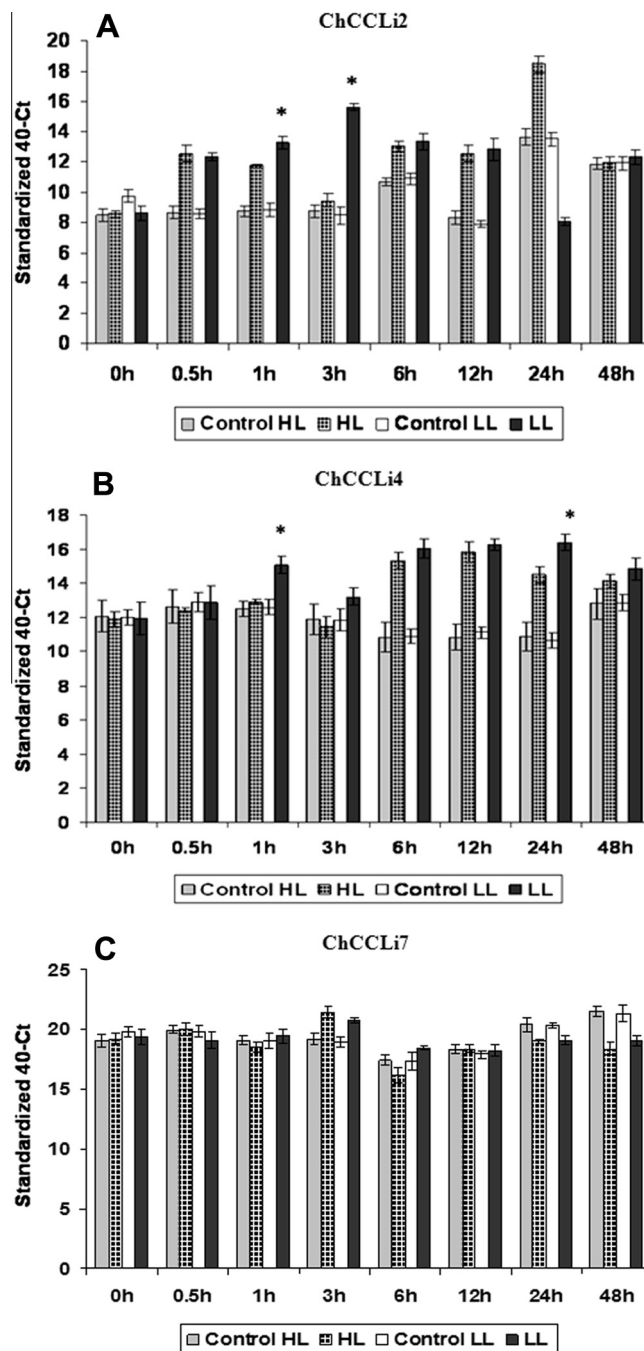 A
ChCCLi2
Standardized 40-Ct
20
18
16
14
12
10
8
6
4
2
0
*
*
0h 0.5h 1h 3h 6h 12h 24h 48h
Control HL HL Control LL LL
B
ChCCLi4
Standardized 40-Ct
18
16
14
12
10
8
6
4
2
0
*
*
0h 0.5h 1h 3h 6h 12h 24h 48h
Control HL HL Control LL LL
C
ChCCLi7
Standardized 40-Ct
25
20
15
10
5
0
0h 0.5h 1h 3h 6h 12h 24h 48h
Control HL HL Control LL LL